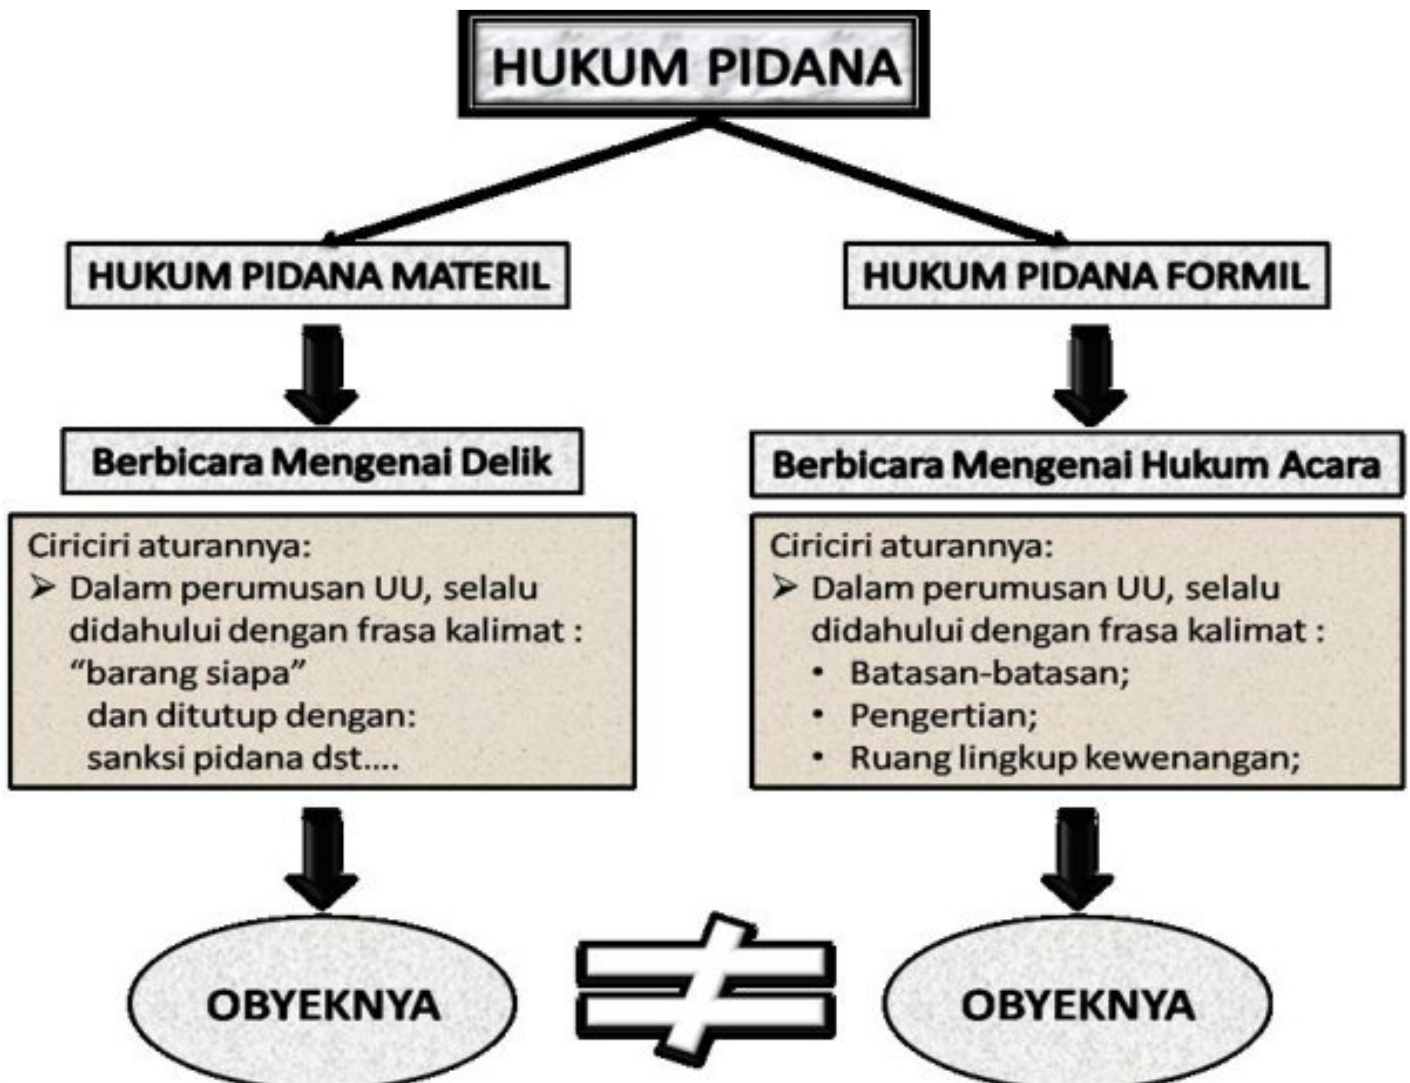 HUKUM PIDANA
HUKUM PIDANA MATERIL
Berbicara Mengenai Delik
Ciriciri aturannya:
➢ Dalam perumusan UU, selalu
didahului dengan frasa kalimat :
“barang siapa”
dan ditutup dengan:
sanksi pidana dst....
OBYEKNYA
≠
HUKUM PIDANA FORMIL
Berbicara Mengenai Hukum Acara
Ciriciri aturannya:
➢ Dalam perumusan UU, selalu
didahului dengan frasa kalimat :
• Batasan-batasan;
• Pengertian;
• Ruang lingkup kewenangan;
OBYEKNYA